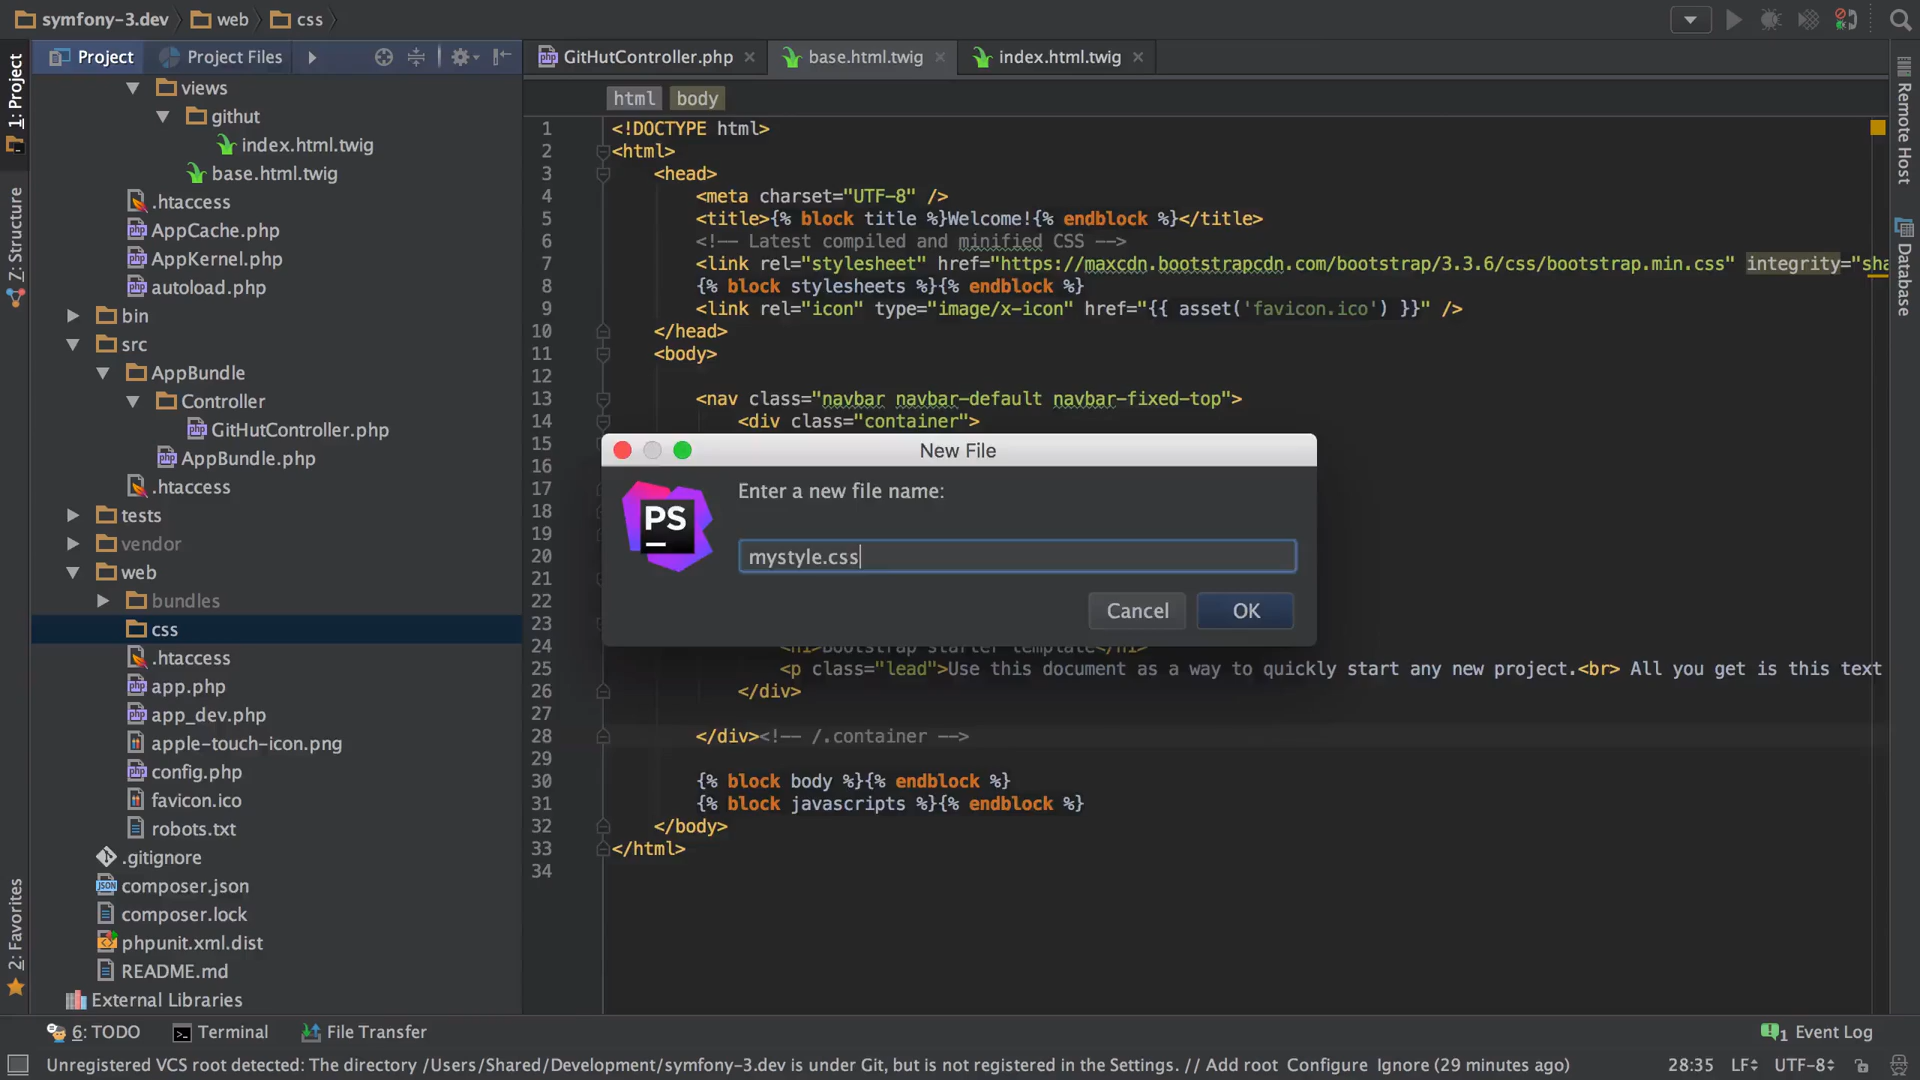 symfony-3.dev web css
1: Project
Project Project Files
views
githut
index.html.twig
base.html.twig
.htaccess
AppCache.php
AppKernel.php
autoload.php
bin
src
AppBundle
Controller
GitHutController.php
AppBundle.php
.htaccess
tests
vendor
web
bundles
css
.htaccess
app.php
app_dev.php
apple-touch-icon.png
config.php
favicon.ico
robots.txt
.gitignore
composer.json
composer.lock
phpunit.xml.dist
README.md
External Libraries
Z: Structure
2: Favorites
GitHutController.php base.html.twig index.html.twig
html body
1 <!DOCTYPE html>
2 <html>
3 <head>
4 <meta charset="UTF-8" />
5 <title>{% block title %}Welcome!{% endblock %}</title>
6 <!-- Latest compiled and minified CSS -->
7 <link rel="stylesheet" href="https://maxcdn.bootstrapcdn.com/bootstrap/3.3.6/css/bootstrap.min.css" integrity="sha
8 {% block stylesheets %}{% endblock %}
9 <link rel="icon" type="image/x-icon" href="{{ asset('favicon.ico') }}" />
10 </head>
11 <body>
12
13 <nav class="navbar navbar-default navbar-fixed-top">
14 <div class="container">
15
16
17
18
19
20
21
22
23
24 <h1>Bootstrap starter template</h1>
25 <p class="lead">Use this document as a way to quickly start any new project.<br> All you get is this text
26 </div>
27
28 </div><!-- /.container -->
29
30 {% block body %}{% endblock %}
31 {% block javascripts %}{% endblock %}
32 </body>
33 </html>
34
New File
PS
Enter a new file name:
mystyle.css
Cancel OK
Remote Host
Database
6: TODO Terminal File Transfer 1 Event Log
Unregistered VCS root detected: The directory /Users/Shared/Development/symfony-3.dev is under Git, but is not registered in the Settings. // Add root Configure Ignore (29 minutes ago) 28:35 LF UTF-8